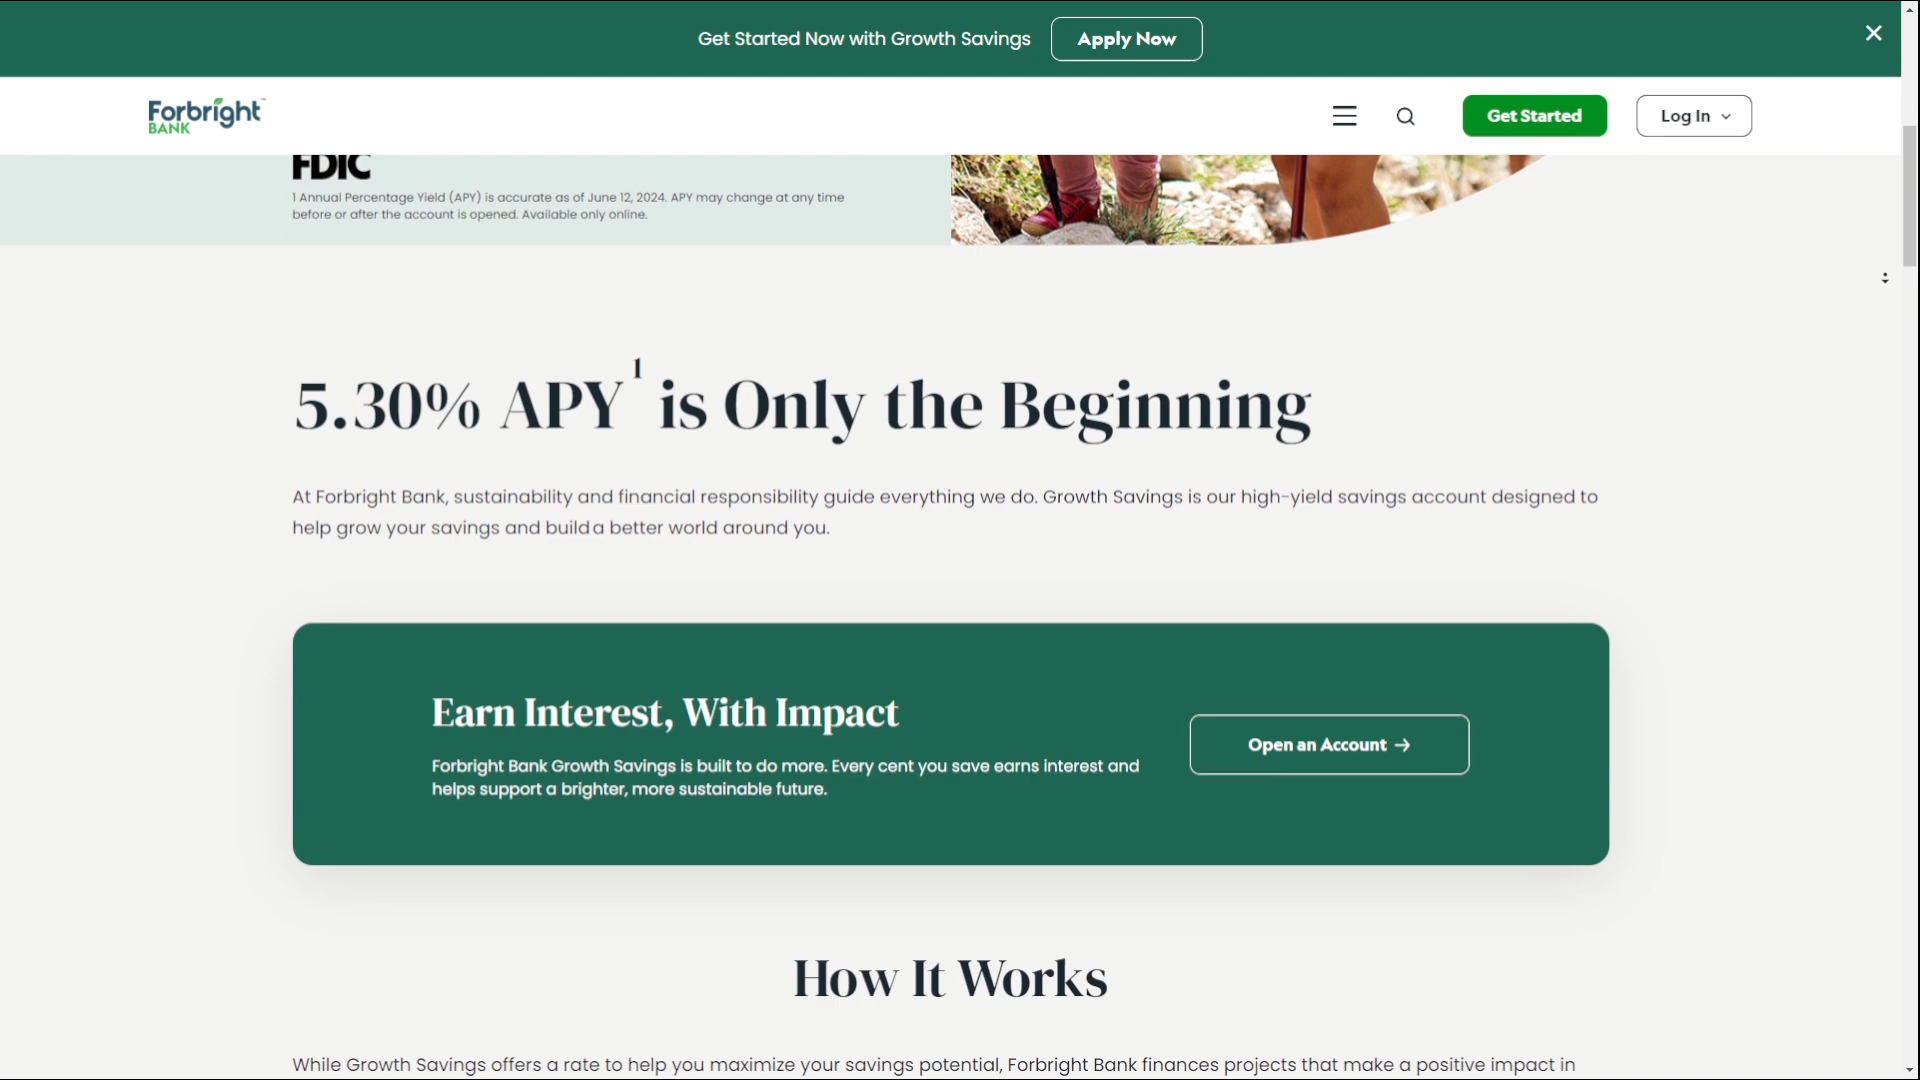 Get Started Now with Growth Savings Apply Now
Forbright™
BANK
Get Started Log In
FDIC
1 Annual Percentage Yield (APY) is accurate as of June 12, 2024. APY may change at any time
before or after the account is opened. Available only online.
5.30% APY¹ is Only the Beginning
At Forbright Bank, sustainability and financial responsibility guide everything we do. Growth Savings is our high-yield savings account designed to
help grow your savings and build a better world around you.
Earn Interest, With Impact
Forbright Bank Growth Savings is built to do more. Every cent you save earns interest and
helps support a brighter, more sustainable future.
Open an Account →
How It Works
While Growth Savings offers a rate to help you maximize your savings potential, Forbright Bank finances projects that make a positive impact in